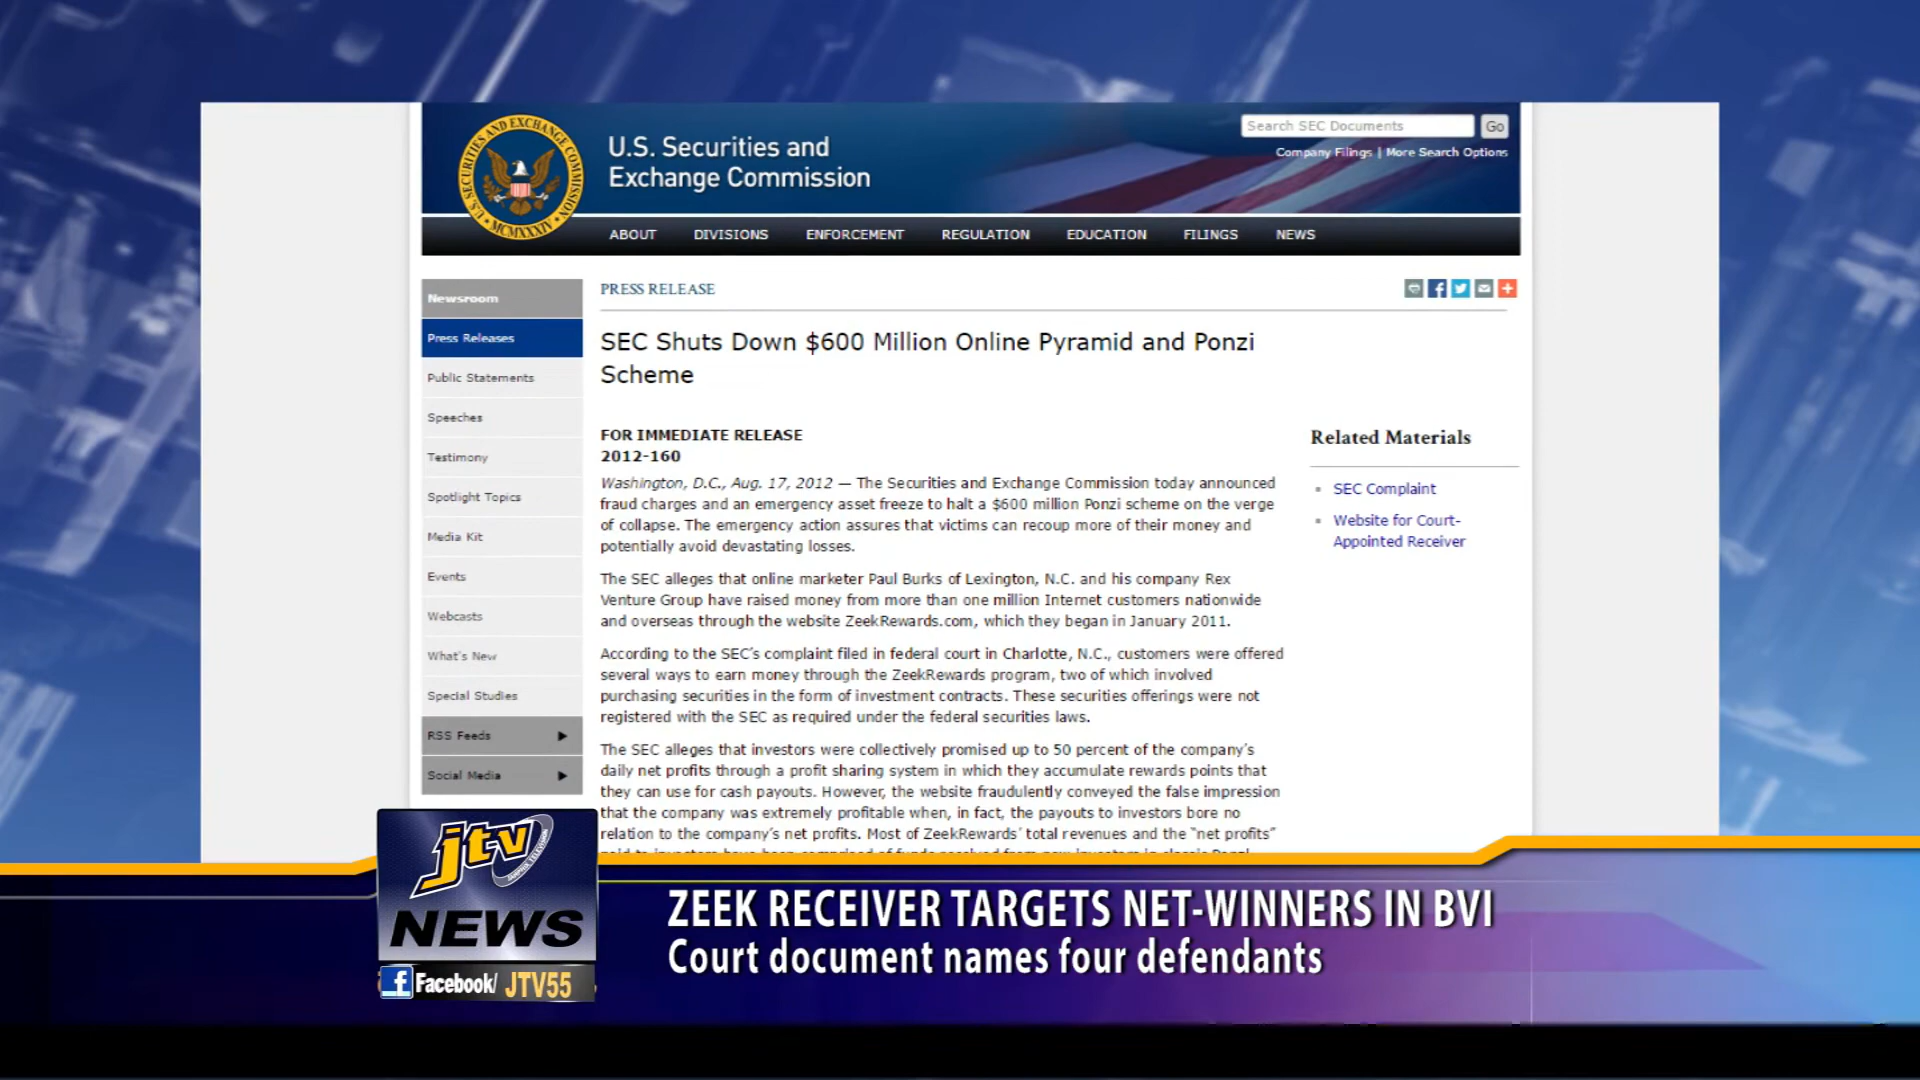 U.S. SECURITIES AND EXCHANGE COMMISSION
MCMXXXIV
U.S. Securities and
Exchange Commission
Search SEC Documents
Go
Company Filings | More Search Options
ABOUT DIVISIONS ENFORCEMENT REGULATION EDUCATION FILINGS NEWS
Newsroom
Press Releases
Public Statements
Speeches
Testimony
Spotlight Topics
Media Kit
Events
Webcasts
What's New
Special Studies
RSS Feeds
Social Media
PRESS RELEASE
SEC Shuts Down $600 Million Online Pyramid and Ponzi
Scheme
FOR IMMEDIATE RELEASE
2012-160
Washington, D.C., Aug. 17, 2012 — The Securities and Exchange Commission today announced
fraud charges and an emergency asset freeze to halt a $600 million Ponzi scheme on the verge
of collapse. The emergency action assures that victims can recoup more of their money and
potentially avoid devastating losses.
The SEC alleges that online marketer Paul Burks of Lexington, N.C. and his company Rex
Venture Group have raised money from more than one million Internet customers nationwide
and overseas through the website ZeekRewards.com, which they began in January 2011.
According to the SEC's complaint filed in federal court in Charlotte, N.C., customers were offered
several ways to earn money through the ZeekRewards program, two of which involved
purchasing securities in the form of investment contracts. These securities offerings were not
registered with the SEC as required under the federal securities laws.
The SEC alleges that investors were collectively promised up to 50 percent of the company's
daily net profits through a profit sharing system in which they accumulate rewards points that
they can use for cash payouts. However, the website fraudulently conveyed the false impression
that the company was extremely profitable when, in fact, the payouts to investors bore no
relation to the company's net profits. Most of ZeekRewards' total revenues and the "net profits"
Related Materials
SEC Complaint
Website for Court-
Appointed Receiver
jtv
NEWS
Facebook/ JTV55
ZEEK RECEIVER TARGETS NET-WINNERS IN BVI
Court document names four defendants